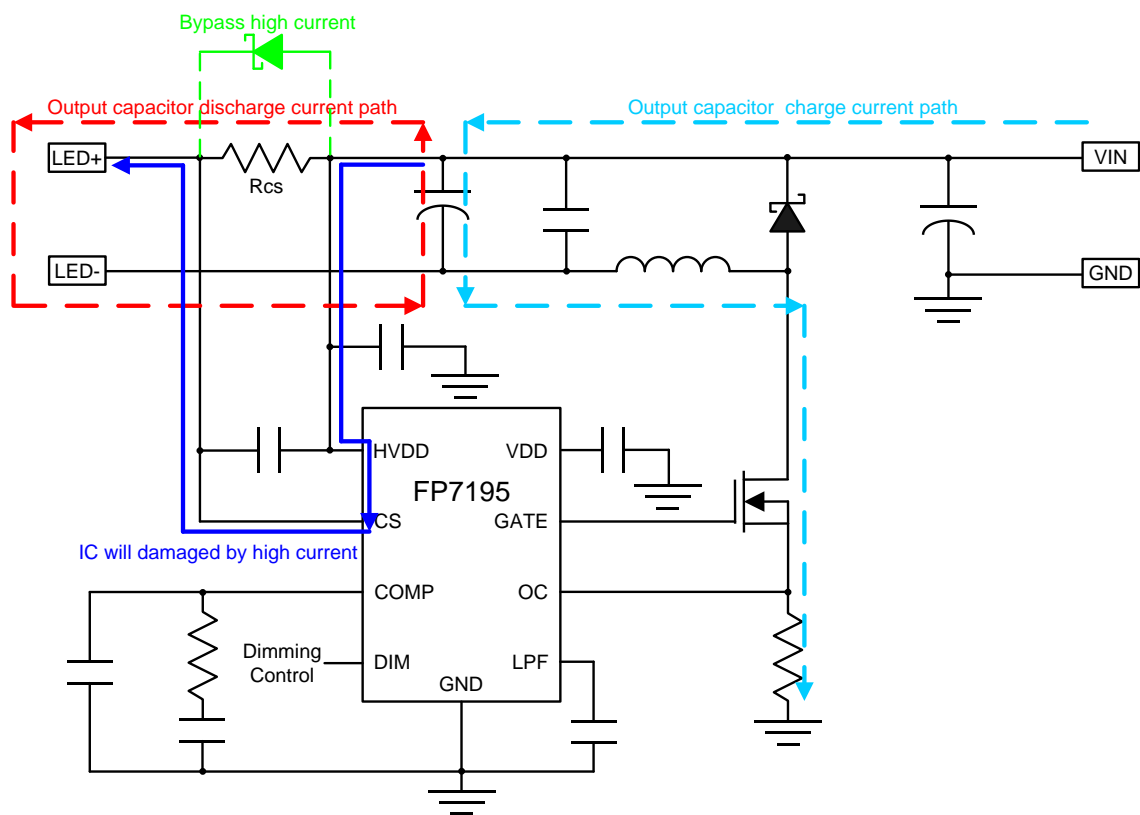 Bypass high current
Output capacitor discharge current path
Output capacitor charge current path
LED+
Rcs
VIN
LED-
GND
HVDD
VDD
FP7195
CS
GATE
IC will damaged by high current
COMP
OC
Dimming
Control
DIM
LPF
GND